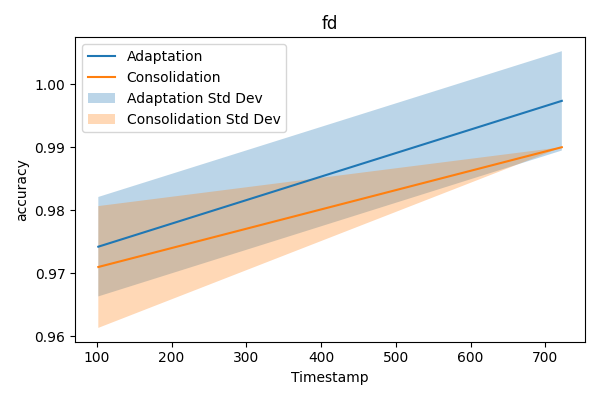 fd
Adaptation
Consolidation
Adaptation Std Dev
Consolidation Std Dev
accuracy
1.00
0.99
0.98
0.97
0.96
100 200 300 400 500 600 700
Timestamp